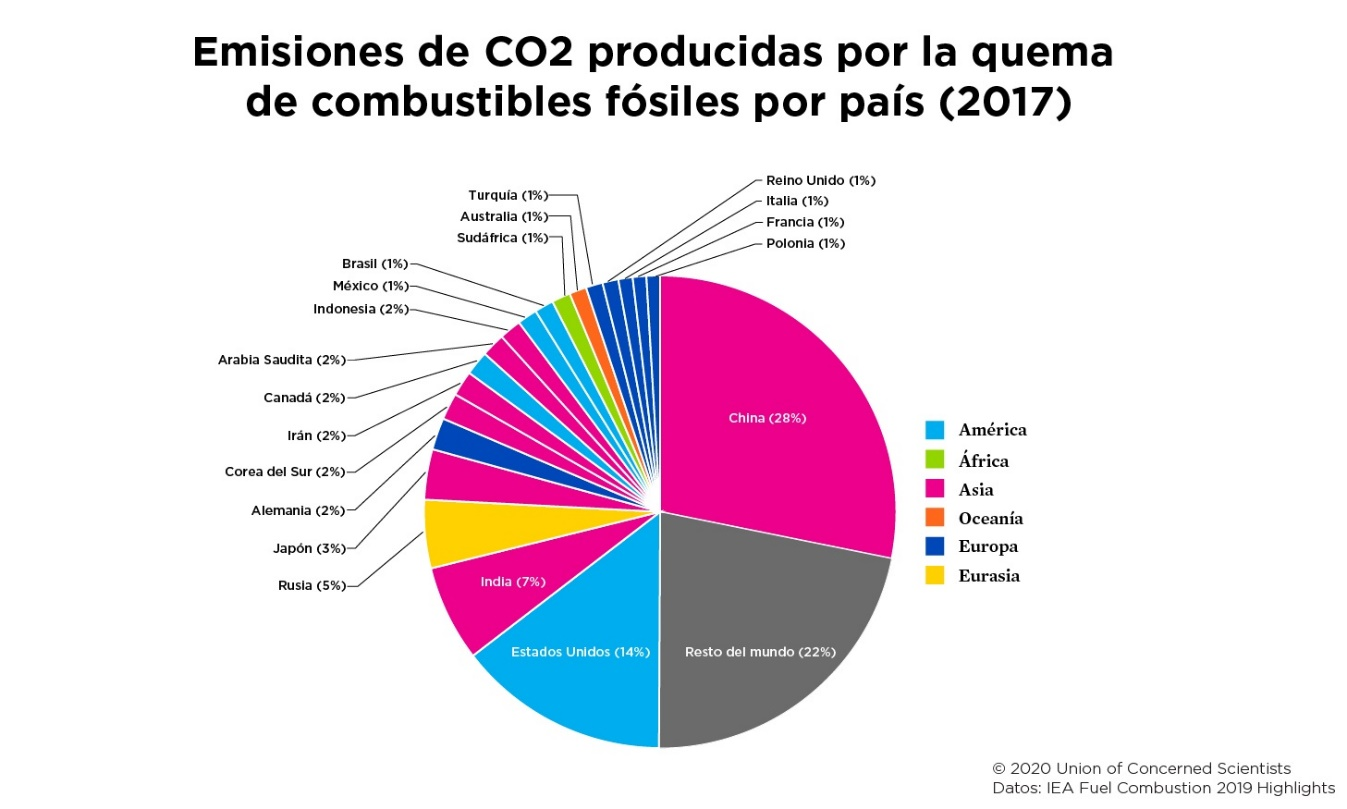 Emisiones de CO2 producidas por la quema
de combustibles fósiles por país (2017)
Reino Unido (1%)
Italia (1%)
Francia (1%)
Polonia (1%)
Turquía (1%)
Australia (1%)
Sudáfrica (1%)
Brasil (1%)
México (1%)
Indonesia (2%)
Arabia Saudita (2%)
Canadá (2%)
Irán (2%)
Corea del Sur (2%)
Alemania (2%)
Japón (3%)
Rusia (5%)
China (28%)
India (7%)
Estados Unidos (14%)
Resto del mundo (22%)
América
África
Asia
Oceanía
Europa
Eurasia
© 2020 Union of Concerned Scientists
Datos: IEA Fuel Combustion 2019 Highlights